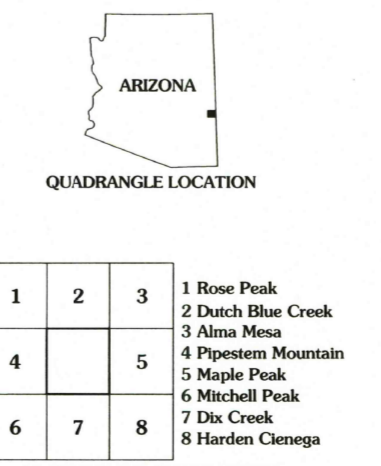 ARIZONA
QUADRANGLE LOCATION
1 2 3
4 5
6 7 8
1 Rose Peak
2 Dutch Blue Creek
3 Alma Mesa
4 Pipestem Mountain
5 Maple Peak
6 Mitchell Peak
7 Dix Creek
8 Harden Cienega